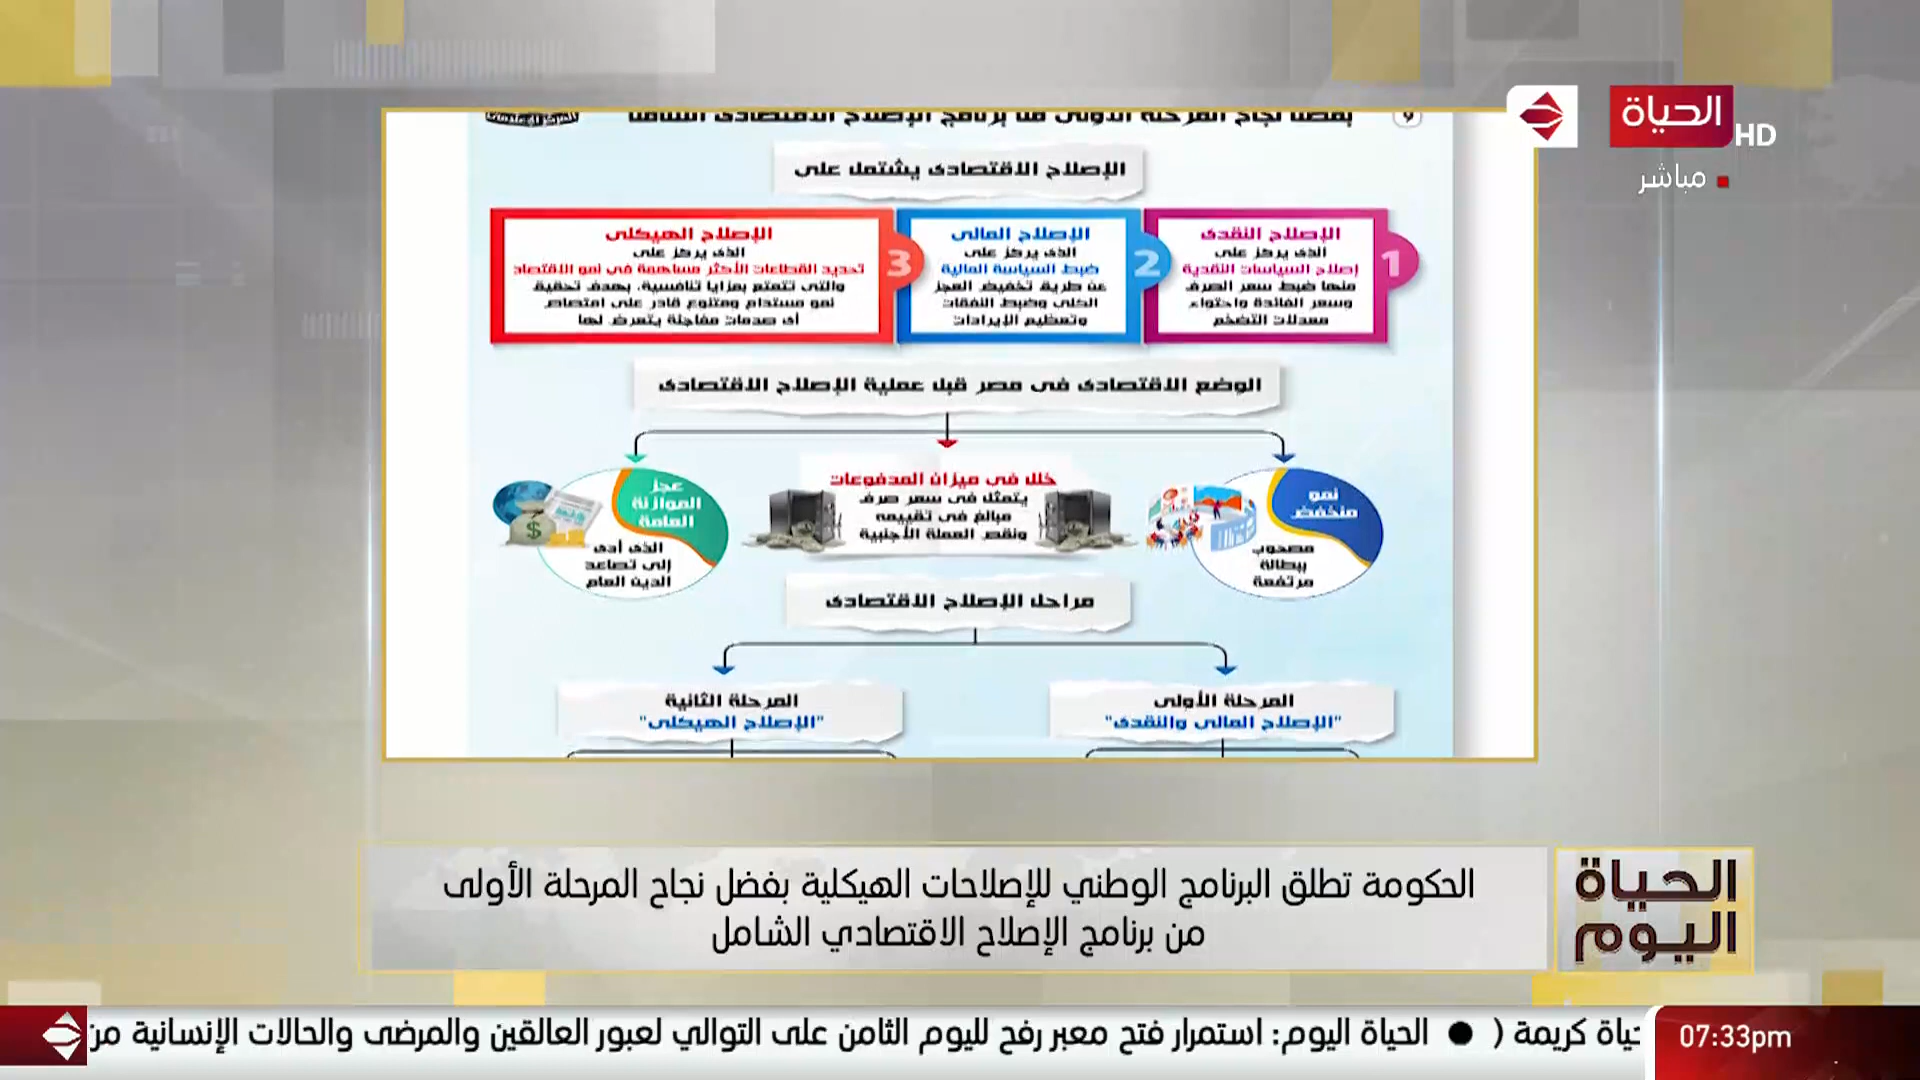 الحياة
HD
مباشر
بفضل نجاح المرحلة الأولى من برنامج الإصلاح الاقتصادى الشامل
الإصلاح الاقتصادى يشتمل على
1
الإصلاح النقدى
الذى يركز على
إصلاح السياسات النقدية
منها ضبط سعر الصرف
وسعر الفائدة واحتواء
معدلات التضخم
2
الإصلاح المالى
الذى يركز على
ضبط السياسة المالية
عن طريق تخفيض العجز
الكلى وضبط النفقات
وتعظيم الإيرادات
3
الإصلاح الهيكلى
الذى يركز على
تحديد القطاعات الأكثر مساهمة فى نمو الاقتصاد
والتى تتمتع بمزايا تنافسية، بهدف تحقيق
نمو مستدام ومتنوع قادر على امتصاص
أى صدمات مفاجئة يتعرض لها
الوضع الاقتصادى فى مصر قبل عملية الإصلاح الاقتصادى
نمو
منخفض
مصحوب
ببطالة
مرتفعة
خلل فى ميزان المدفوعات
يتمثل فى سعر صرف
مبالغ فى تقييمه
ونقص العملة الأجنبية
عجز
الموازنة
العامة
الذى أدى
إلى تصاعد
الدين العام
مراحل الإصلاح الاقتصادى
المرحلة الأولى
"الإصلاح المالى والنقدى"
المرحلة الثانية
"الإصلاح الهيكلى"
الحياة
اليوم
الحكومة تطلق البرنامج الوطني للإصلاحات الهيكلية بفضل نجاح المرحلة الأولى
من برنامج الإصلاح الاقتصادي الشامل
حياة كريمة ( ● الحياة اليوم: استمرار فتح معبر رفح لليوم الثامن على التوالي لعبور العالقين والمرضى والحالات الإنسانية من
07:33pm